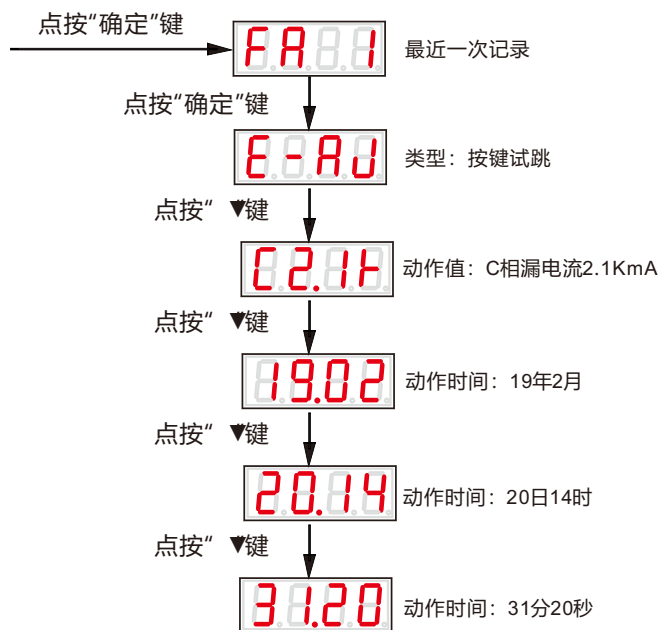 点按“确定”键
FA 1
最近一次记录
点按“确定”键
E-AJ
类型：按键试跳
点按“ ▼键
C2.1F
动作值：C相漏电流2.1KmA
点按“ ▼键
19.02
动作时间：19年2月
点按“ ▼键
20.14
动作时间：20日14时
点按“ ▼键
31.20
动作时间：31分20秒